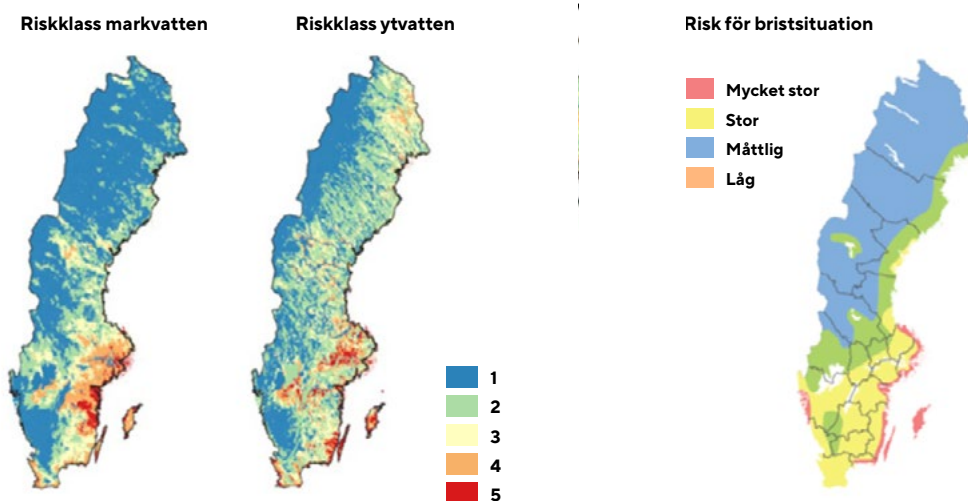 Riskklass markvatten
Riskklass ytvatten
1
2
3
4
5
Risk för bristsituation
Mycket stor
Stor
Måttlig
Låg